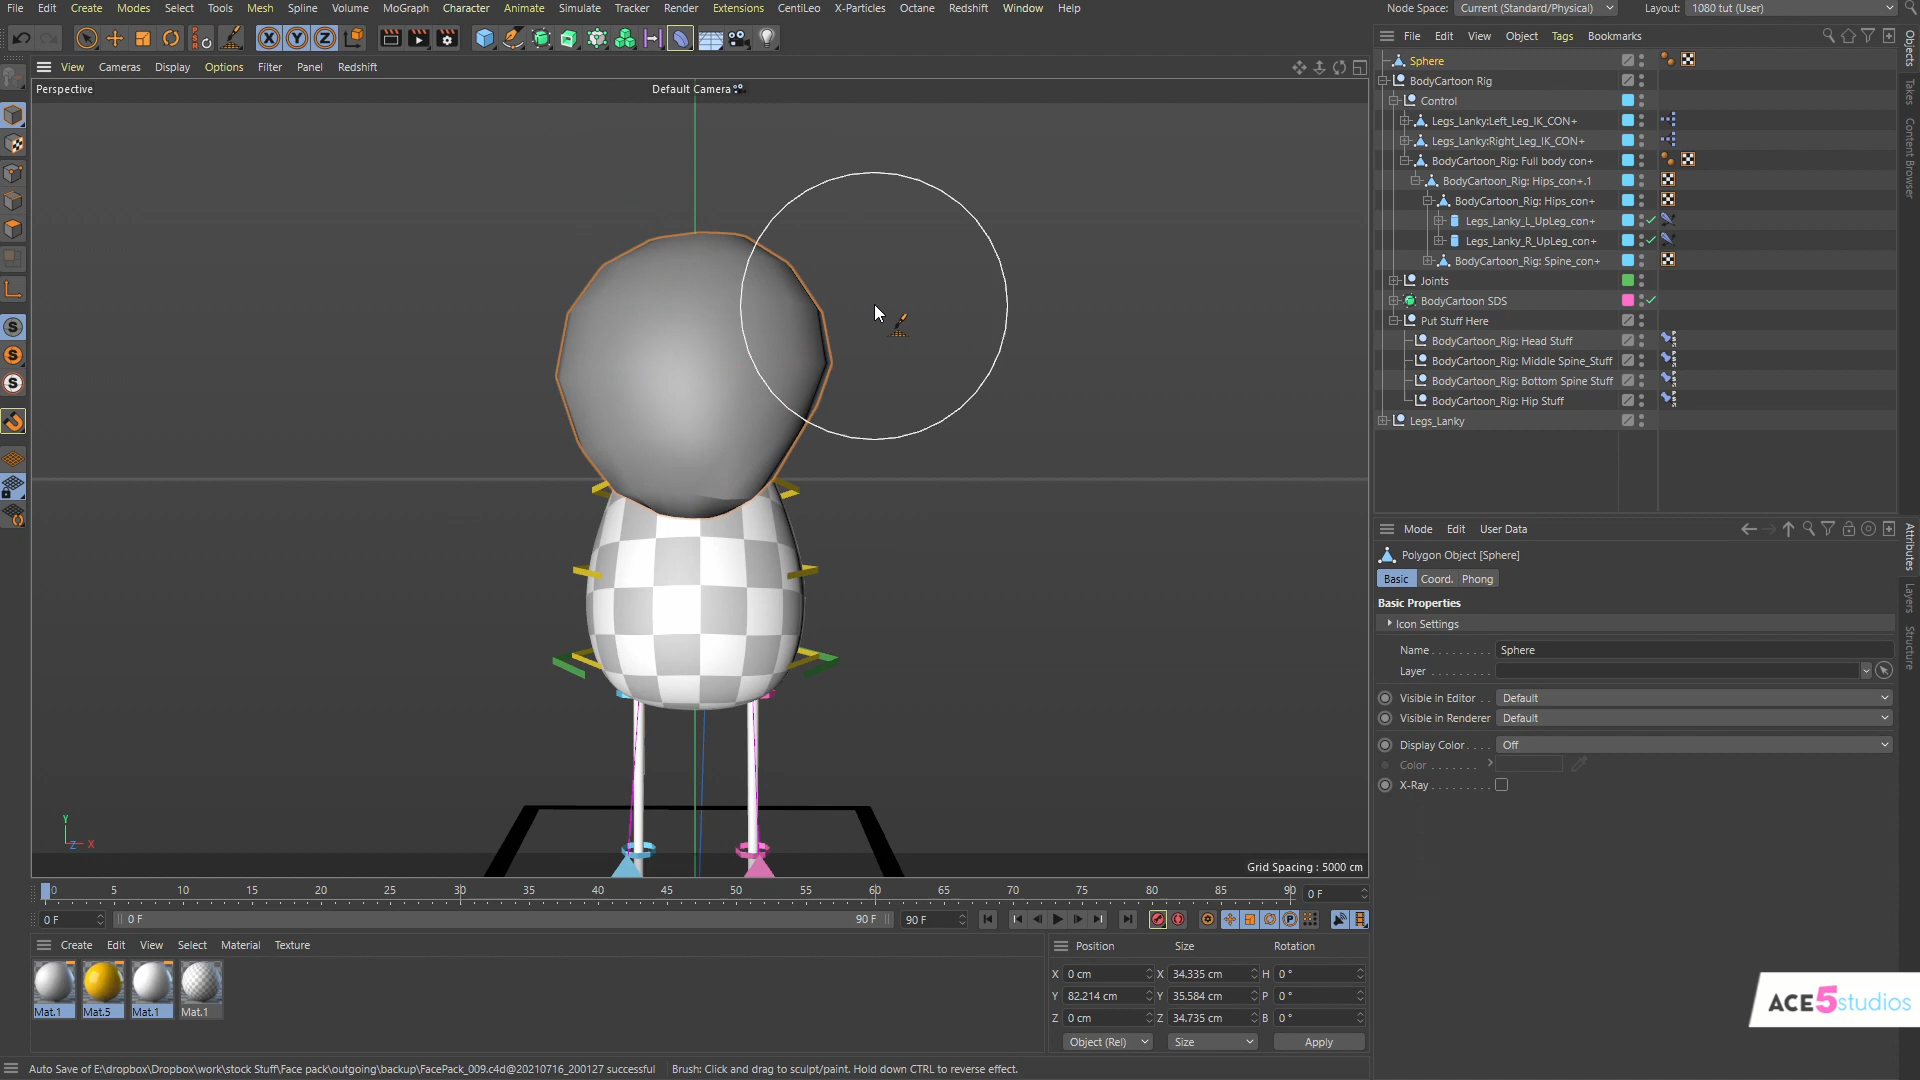 File Edit Create Modes Select Tools Mesh Spline Volume MoGraph Character Animate Simulate Tracker Render Extensions CentiLeo X-Particles Octane Redshift Window Help
Node Space: Current (Standard/Physical) Layout: 1080 tut (User)
View Cameras Display Options Filter Panel Redshift
Perspective
Default Camera
Grid Spacing : 5000 cm
Y
Z X
0 5 10 15 20 25 30 35 40 45 50 55 60 65 70 75 80 85 90 0 F
0 F 0 F 90 F 90 F
Create Edit View Select Material Texture
Mat.1 Mat.5 Mat.1 Mat.1
Position Size Rotation
X 0 cm X 34.335 cm H 0 °
Y 82.214 cm Y 35.584 cm P 0 °
Z 0 cm Z 34.735 cm B 0 °
Object (Rel) Size Apply
Auto Save of E:\dropbox\Dropbox\work\stock Stuff\Face pack\outgoing\backup\FacePack_009.c4d@20210716_200127 successful Brush: Click and drag to sculpt/paint. Hold down CTRL to reverse effect.
File Edit View Object Tags Bookmarks
Sphere
BodyCartoon Rig
Control
Legs_Lanky:Left_Leg_IK_CON+
Legs_Lanky:Right_Leg_IK_CON+
BodyCartoon_Rig: Full body con+
BodyCartoon_Rig: Hips_con+.1
BodyCartoon_Rig: Hips_con+
Legs_Lanky_L_UpLeg_con+
Legs_Lanky_R_UpLeg_con+
BodyCartoon_Rig: Spine_con+
Joints
BodyCartoon SDS
Put Stuff Here
BodyCartoon_Rig: Head Stuff
BodyCartoon_Rig: Middle Spine_Stuff
BodyCartoon_Rig: Bottom Spine Stuff
BodyCartoon_Rig: Hip Stuff
Legs_Lanky
Mode Edit User Data
Polygon Object [Sphere]
Basic Coord. Phong
Basic Properties
Icon Settings
Name Sphere
Layer
Visible in Editor Default
Visible in Renderer Default
Display Color Off
Color
X-Ray
Objects
Takes
Content Browser
Attributes
Layers
Structure
ACE5studios